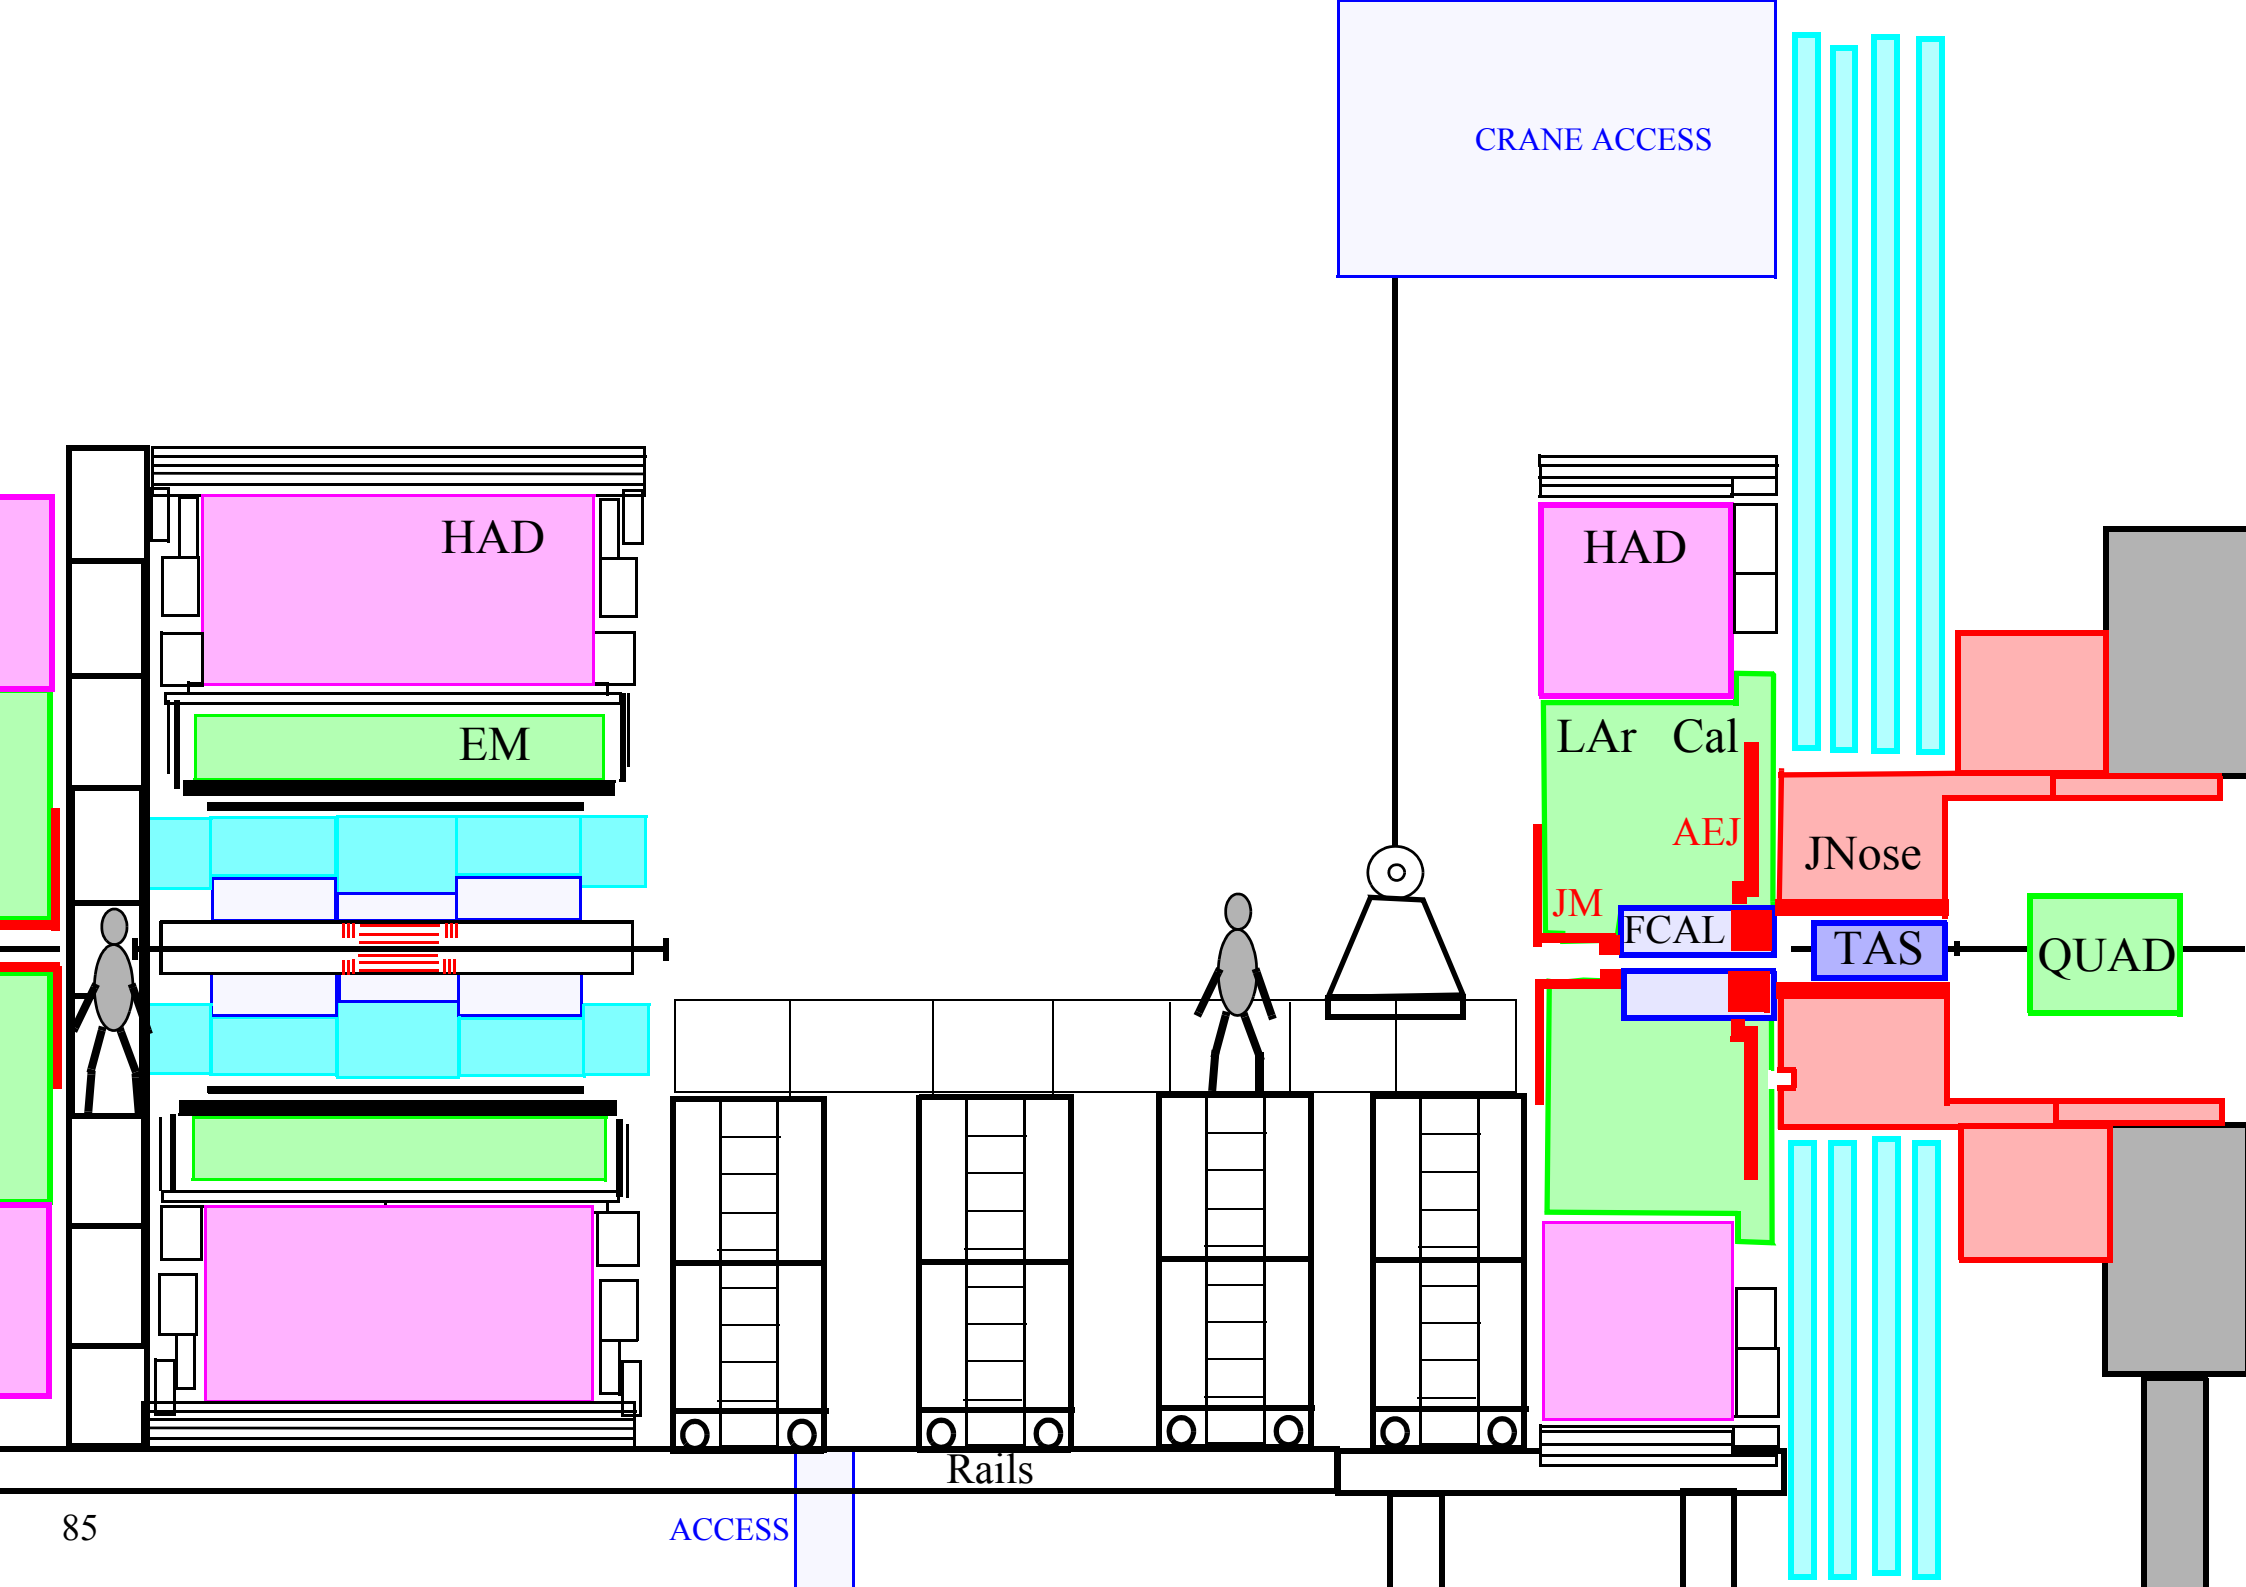 CRANE ACCESS
HAD
HAD
EM
LAr Cal
AEJ
JNose
JM
FCAL
TAS
QUAD
Rails
85
ACCESS